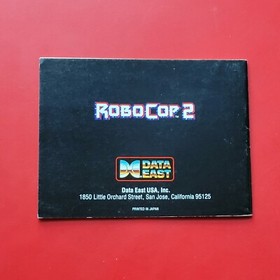 ROBOCOP 2
DATA
EAST
Data East USA, Inc.
1850 Little Orchard Street, San Jose, California 95125
PRINTED IN JAPAN